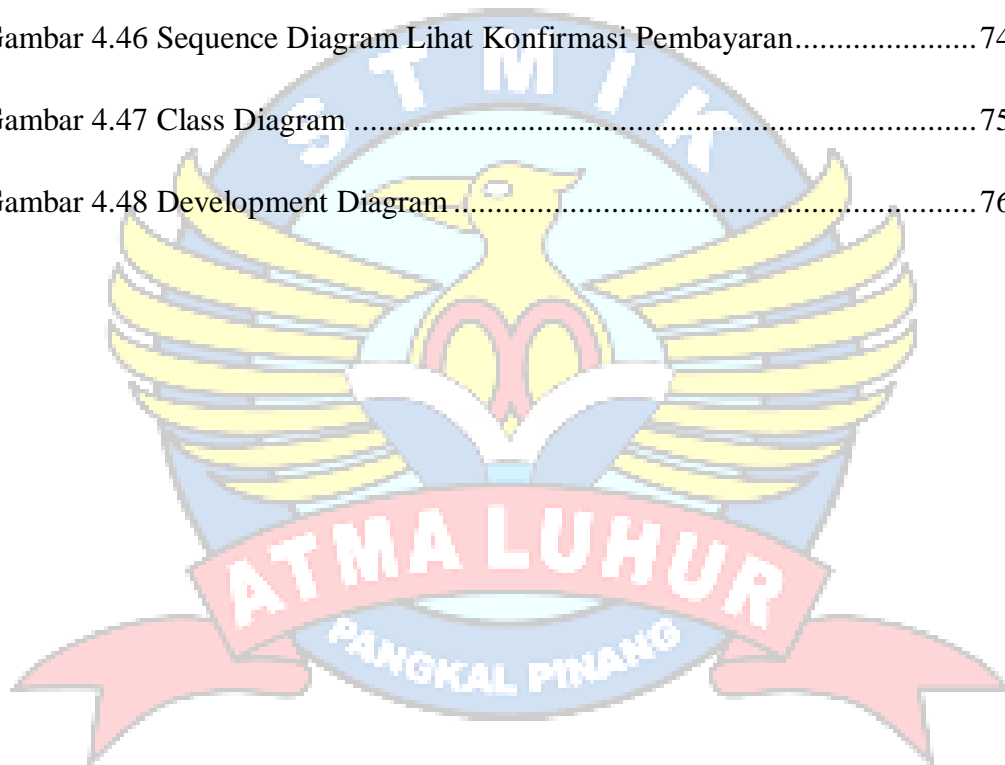 Gambar 4.46 Sequence Diagram Lihat Konfirmasi Pembayaran.....................74
Gambar 4.47 Class Diagram ..........................................................................75
Gambar 4.48 Development Diagram ..............................................................76
STMIK
ATMA LUHUR
PANGKAL PINANG